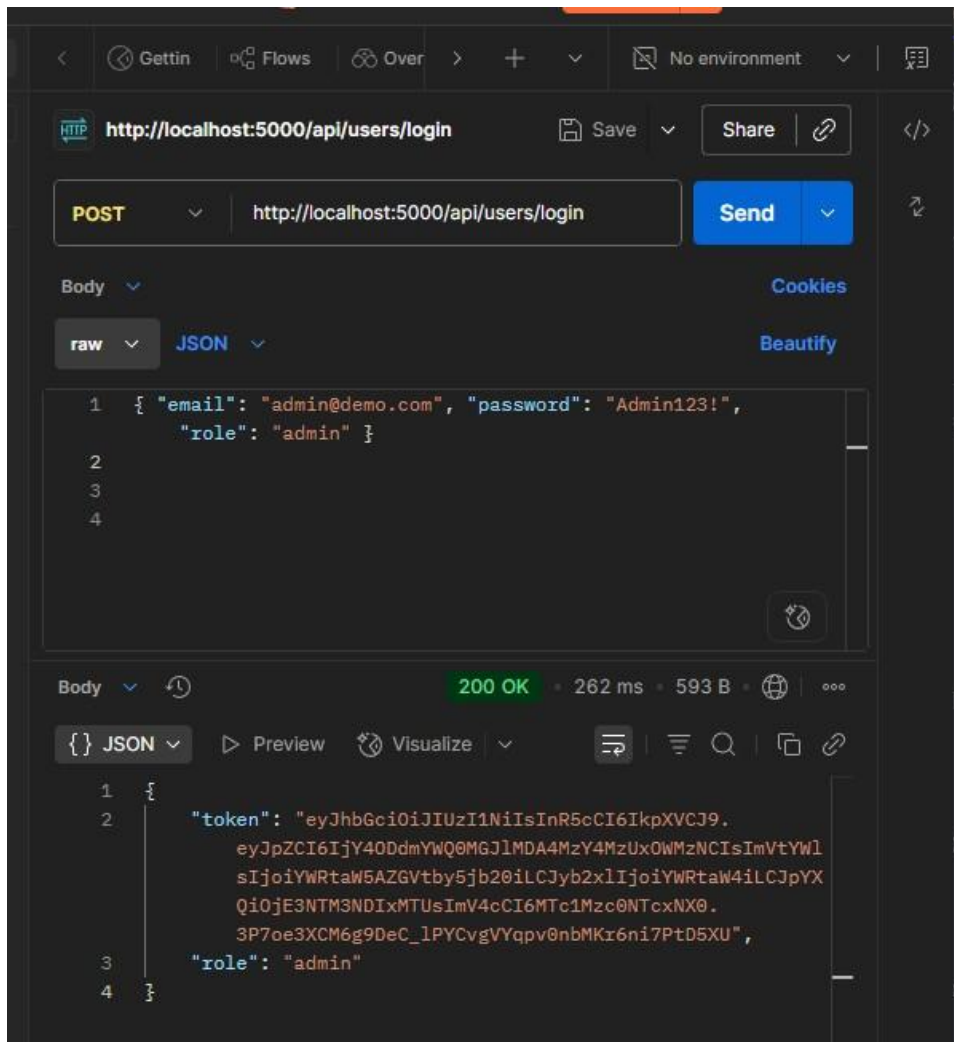 Gettin Flows Over No environment
HTTP http://localhost:5000/api/users/login Save Share
POST http://localhost:5000/api/users/login Send
Body Cookies
raw JSON Beautify
1 { "email": "admin@demo.com", "password": "Admin123!",
"role": "admin" }
2
3
4
Body 200 OK 262 ms 593 B
{} JSON Preview Visualize
1 {
2 "token": "eyJhbGciOiJIUzI1NiIsInR5cCI6IkpXVCJ9.
eyJpZCI6IjY4ODdmYWQ0MGJlMDA4MzY4MzUxOWMzNCIsImVtYWl
sIjoiYWRtaW5AZGVtby5jb20iLCJyb2xlIjoiYWRtaW4iLCJpYX
QiOjE3NTM3NDIxMTUsImV4cCI6MTc1Mzc0NTcxNX0.
3P7oe3XCM6g9DeC_lPYCvgVYqpv0nbMKr6ni7PtD5XU",
3 "role": "admin"
4 }